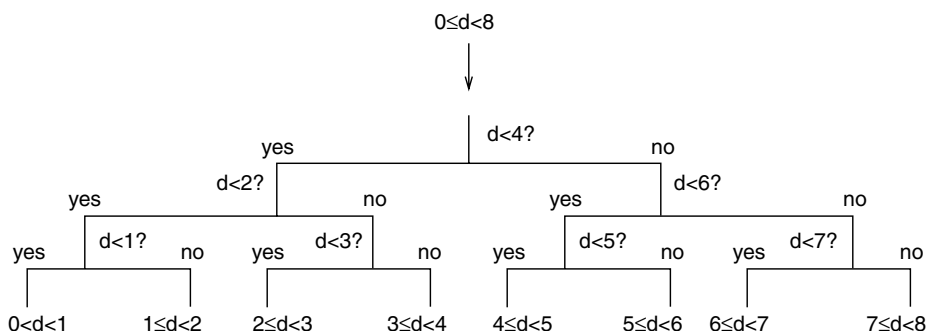 0≤d<8
d<4?
yes no
d<2? d<6?
yes no yes no
d<1? d<3? d<5? d<7?
yes no yes no yes no yes no
0<d<1 1≤d<2 2≤d<3 3≤d<4 4≤d<5 5≤d<6 6≤d<7 7≤d<8